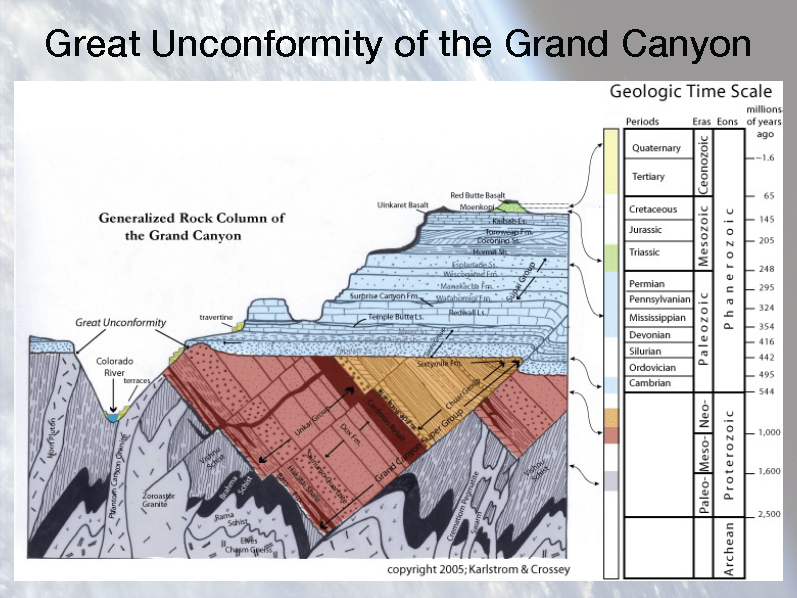 Great Unconformity of the Grand Canyon
Geologic Time Scale
millions
of years
ago
Periods
Eras
Eons
Quaternary
Tertiary
Cretaceous
Jurassic
Triassic
Permian
Pennsylvanian
Mississippian
Devonian
Silurian
Ordovician
Cambrian
Ceonozoic
Mesozoic
Paleozoic
Neo-
Meso-
Paleo-
Phanerozoic
Proterozoic
Archean
1.6
65
145
205
248
295
324
354
416
442
495
544
1,000
1,600
2,500
Generalized Rock Column of
the Grand Canyon
Red Butte Basalt
Uinkaret Basalt
Moenkopi
Kaibab Ls.
Toroweap Fm.
Coconino Ss.
Hermit Sh.
Esplanade Ss.
Wescogame Fm.
Manakacha Fm.
Watahomigi Fm.
Supai Group
Surprise Canyon Fm.
Redwall Ls.
Temple Butte Ls.
travertine
Great Unconformity
Colorado
River
terraces
Sixtymile Fm.
Chuar Group
Unkar Group
Dox Fm.
Grand Canyon Super Group
Cardenas Basalt
Hakatai Shale
Vishnu
Schist
Brahma
Schist
Rama
Schist
Zoroaster
Granite
Elves
Chasm Gneiss
Phantom Canyon
Vishnu
Schist
copyright 2005; Karlstrom & Crossey